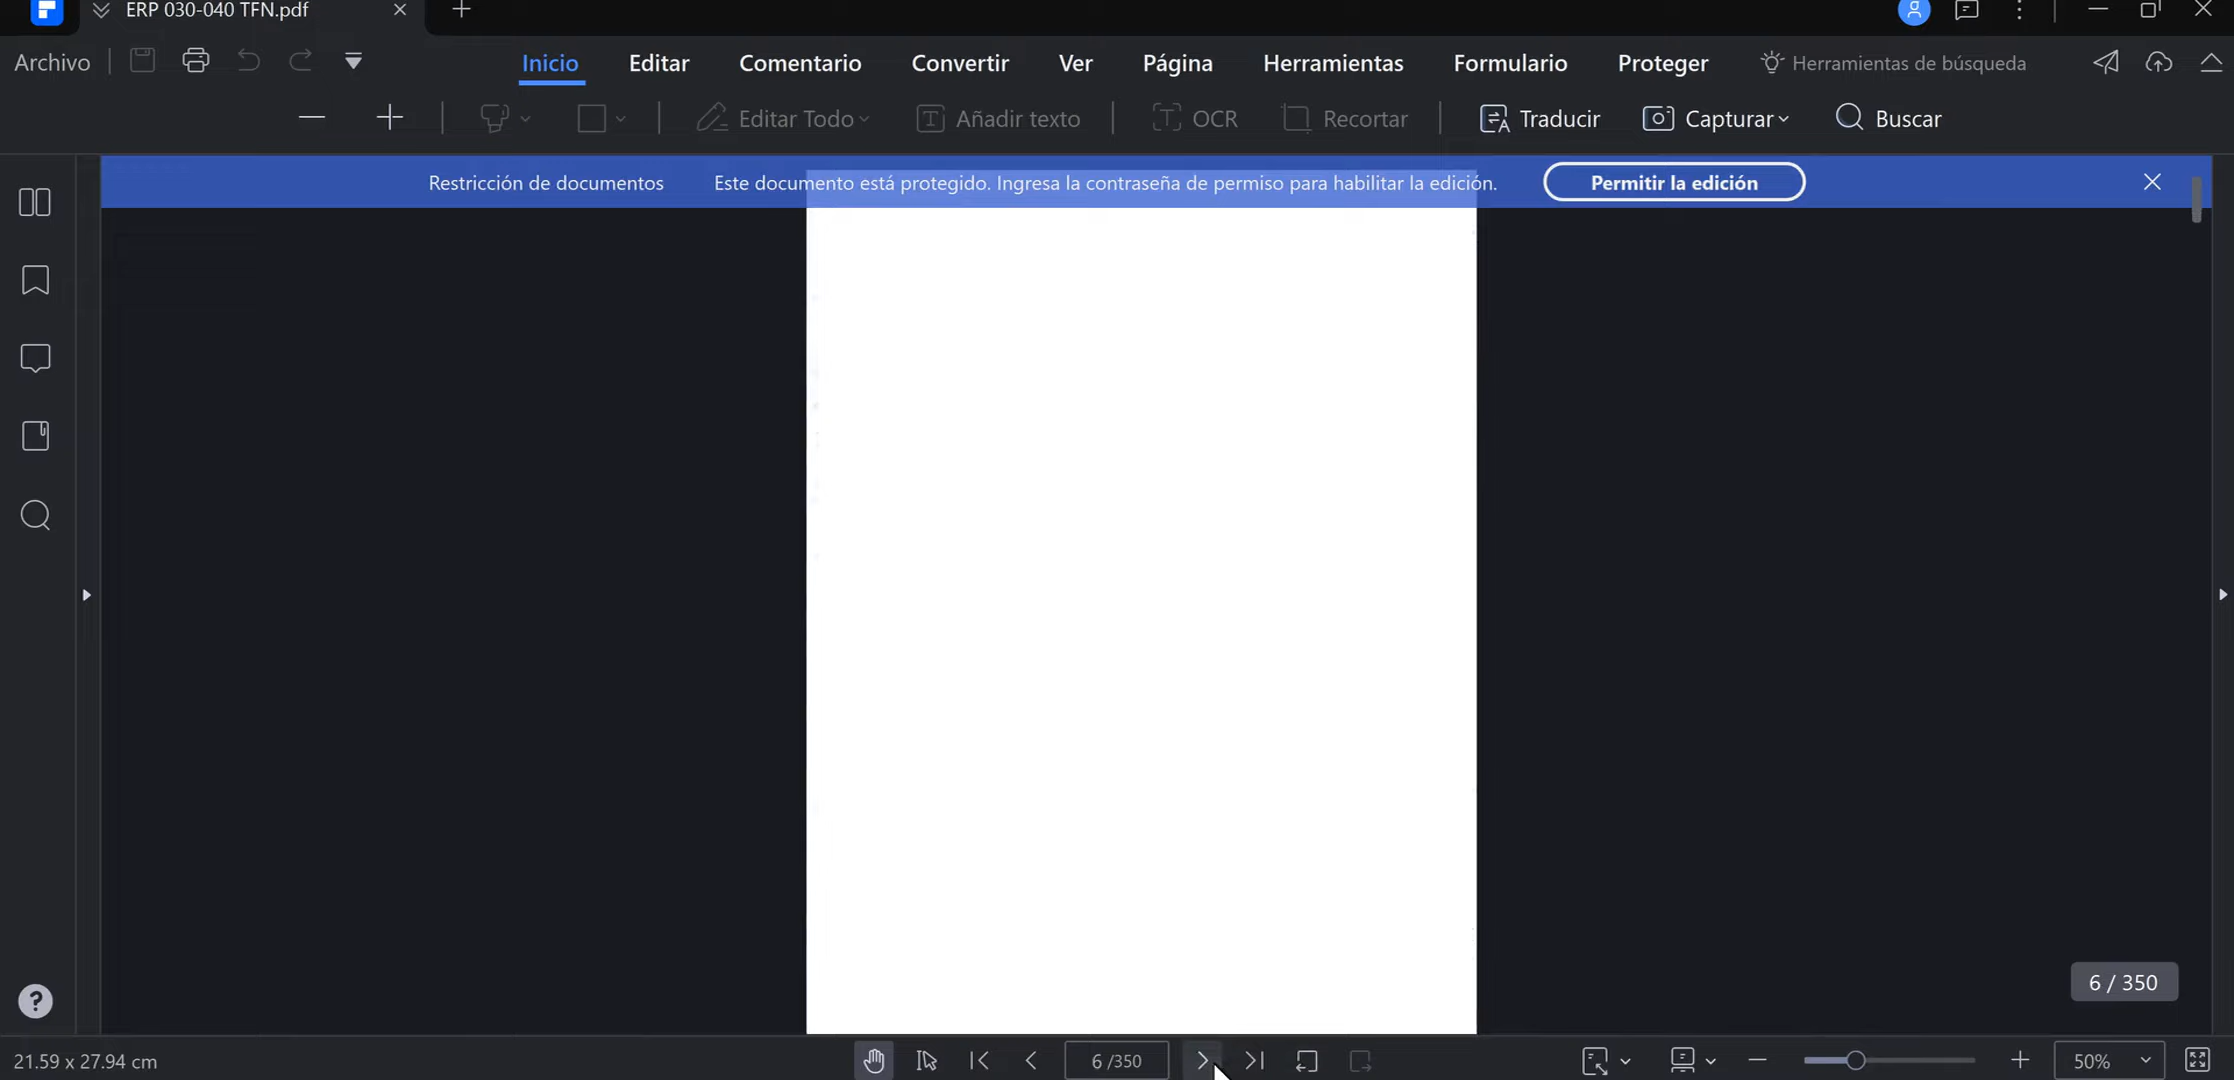 ERP 030-040 TFN.pdf
Archivo
Inicio
Editar
Comentario
Convertir
Ver
Página
Herramientas
Formulario
Proteger
Herramientas de búsqueda
Editar Todo
Añadir texto
OCR
Recortar
Traducir
Capturar
Buscar
Restricción de documentos
Este documento está protegido. Ingresa la contraseña de permiso para habilitar la edición.
Permitir la edición
6 / 350
21.59 x 27.94 cm
6 /350
50%